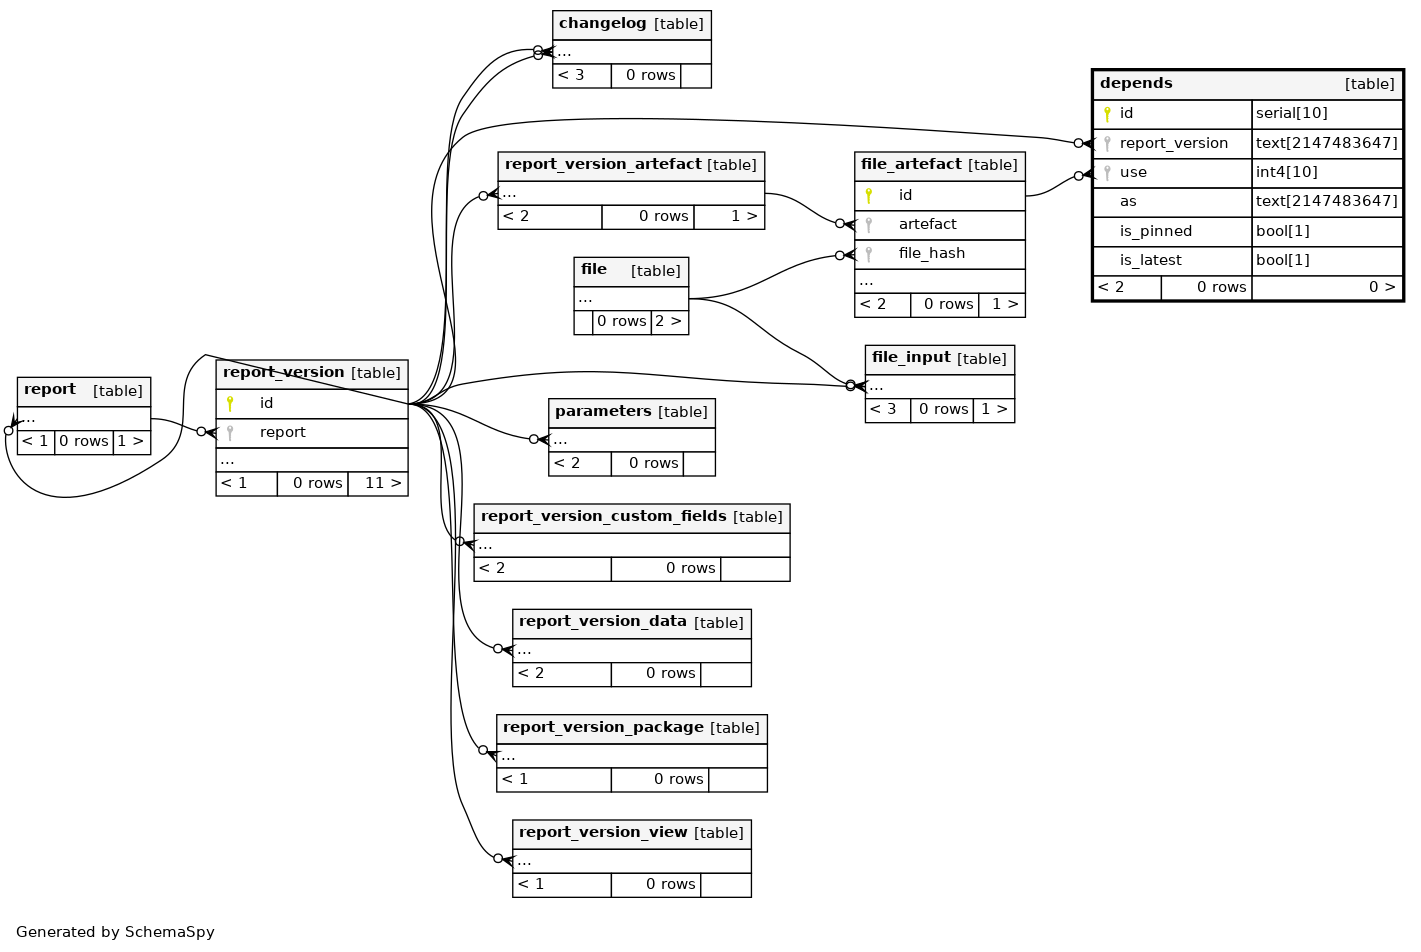 changelog [table]
...
< 3 0 rows
depends [table]
id serial[10]
report_version text[2147483647]
use int4[10]
as text[2147483647]
is_pinned bool[1]
is_latest bool[1]
< 2 0 rows 0 >
report_version_artefact [table]
...
< 2 0 rows 1 >
file_artefact [table]
id
artefact
file_hash
...
< 2 0 rows 1 >
file [table]
...
0 rows 2 >
file_input [table]
...
< 3 0 rows 1 >
report [table]
...
< 1 0 rows 1 >
report_version [table]
id
report
...
< 1 0 rows 11 >
parameters [table]
...
< 2 0 rows
report_version_custom_fields [table]
...
< 2 0 rows
report_version_data [table]
...
< 2 0 rows
report_version_package [table]
...
< 1 0 rows
report_version_view [table]
...
< 1 0 rows
Generated by SchemaSpy